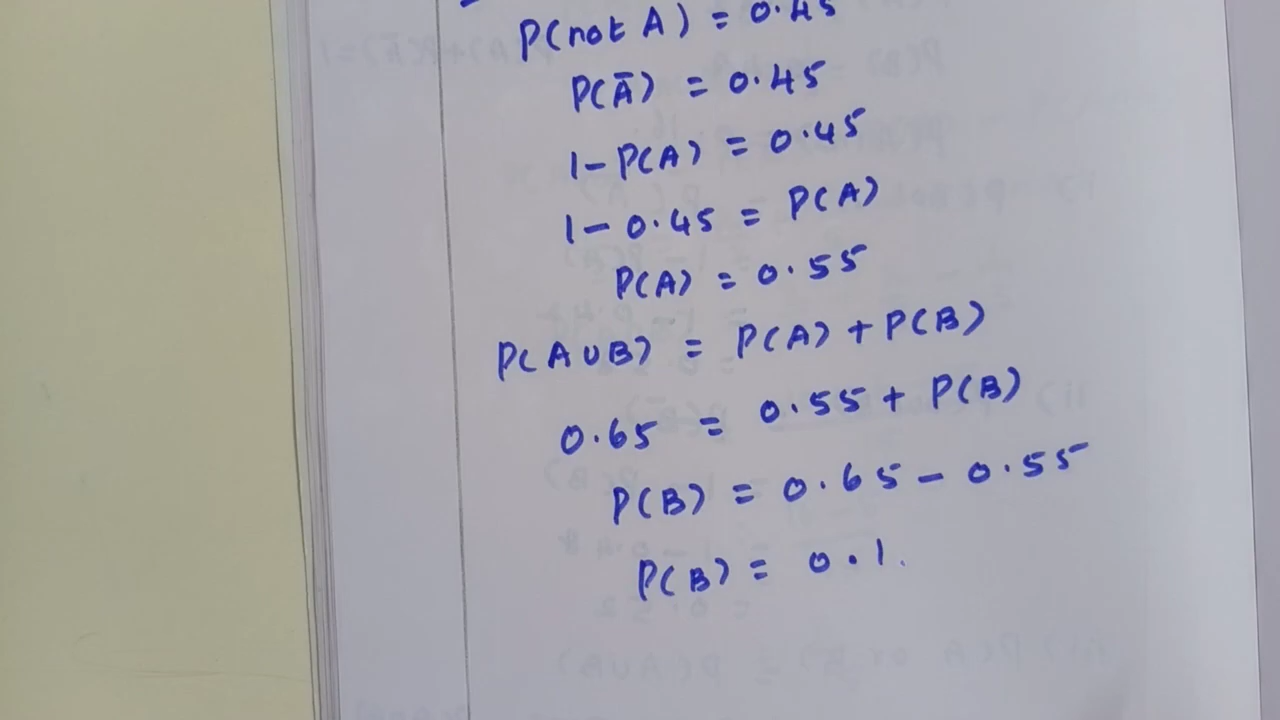 P(not A) = 0.45
P(Ā) = 0.45
1-P(A) = 0.45
1- 0.45 = P(A)
P(A) = 0.55
P(A∪B) = P(A) + P(B)
0.65 = 0.55 + P(B)
P(B) = 0.65 - 0.55
P(B) = 0.1.